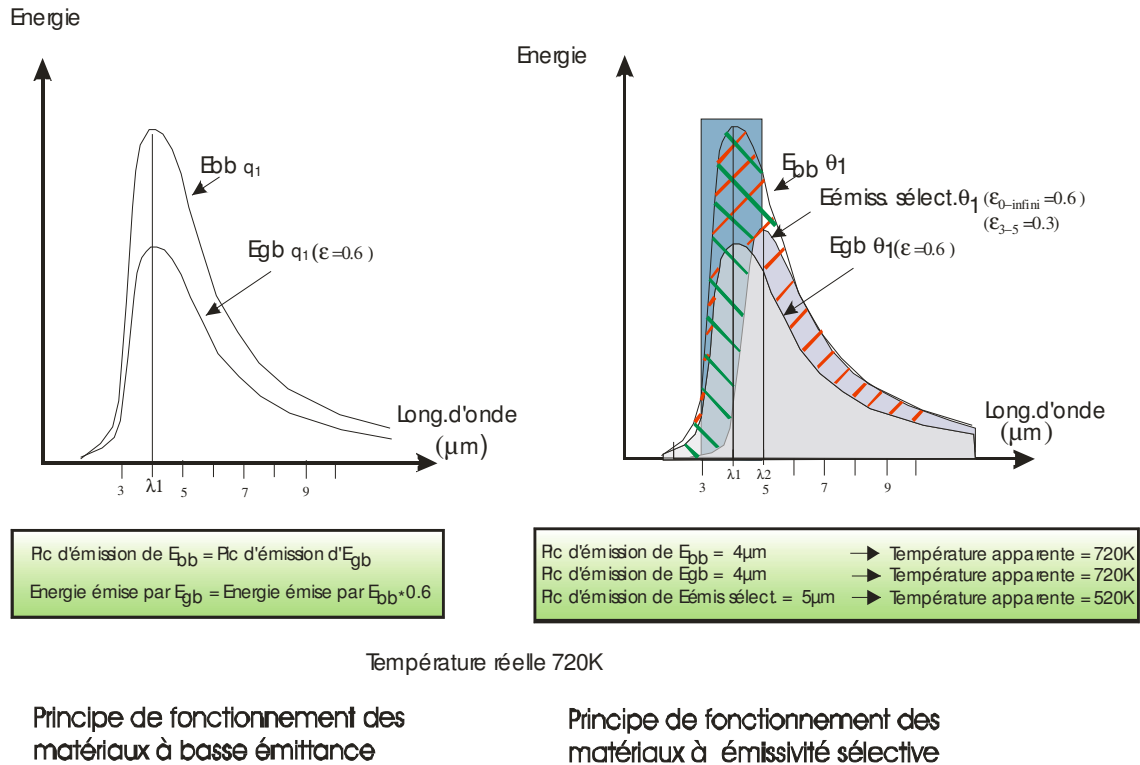 Energie
Ebb q1
Egb q1(ε=0.6 )
Long.d'onde
(µm)
3 λ1 5 7 9
Pic d'émission de Ebb = Pic d'émission d'Egb
Energie émise par Egb = Energie émise par Ebb*0.6
Energie
Ebb θ1
Eémiss. sélect.θ1 (ε0–infini =0.6)
(ε3–5 =0.3)
Egb θ1(ε=0.6)
Long.d'onde
(µm)
3 λ1 λ2 5 7 9
Pic d'émission de Ebb = 4µm → Température apparente = 720K
Pic d'émission de Egb = 4µm → Température apparente = 720K
Pic d'émission de Eémis sélect. = 5µm → Température apparente = 520K
Température réelle 720K
Principe de fonctionnement des
matériaux à basse émittance
Principe de fonctionnement des
matériaux à émissivité sélective